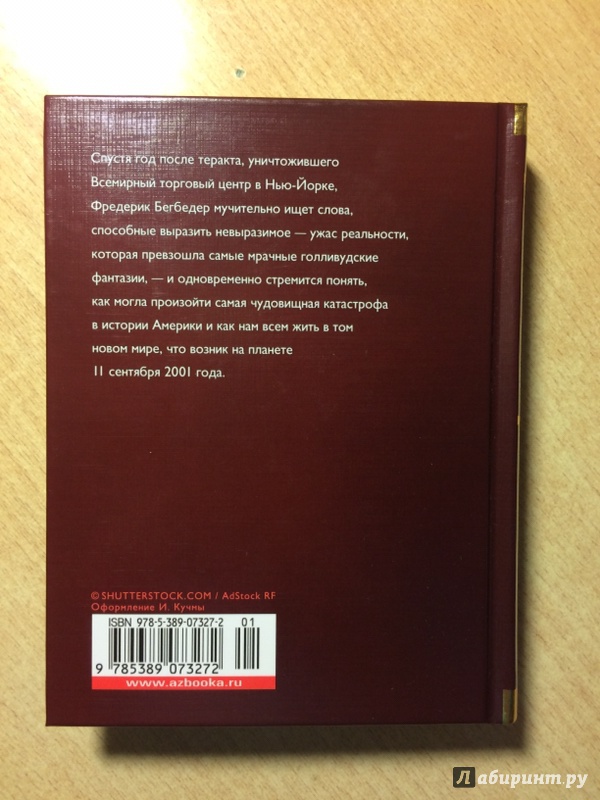 Спустя год после теракта, уничтожившего
Всемирный торговый центр в Нью-Йорке,
Фредерик Бегбедер мучительно ищет слова,
способные выразить невыразимое — ужас реальности,
которая превзошла самые мрачные голливудские
фантазии, — и одновременно стремится понять,
как могла произойти самая чудовищная катастрофа
в истории Америки и как нам всем жить в том
новом мире, что возник на планете
11 сентября 2001 года.
© SHUTTERSTOCK.COM / AdStock RF
Оформление И. Кучмы
ISBN 978-5-389-07327-2 01
9 785389 073272
www.azbooka.ru
Лабиринт.ру